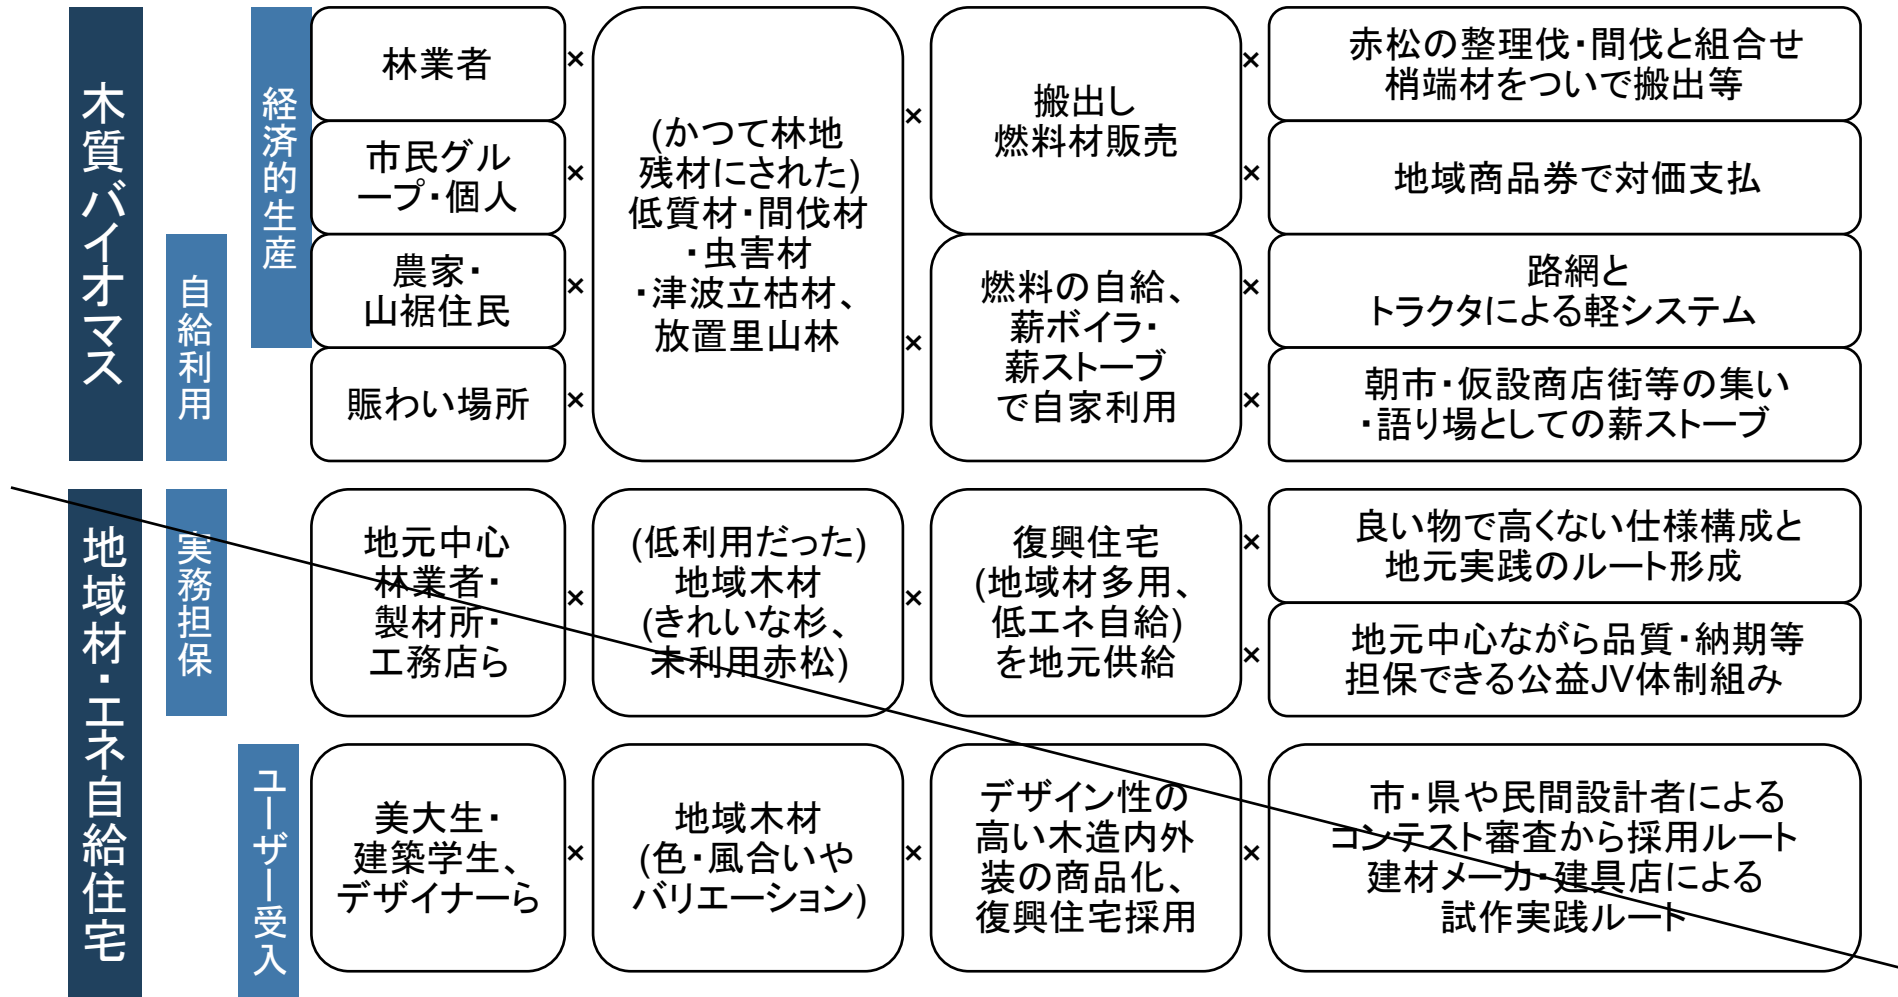 木質バイオマス
経済的生産
自給利用
林業者
×
市民グル
ープ・個人
×
農家・
山裾住民
×
賑わい場所
×
(かつて林地
残材にされた)
低質材・間伐材
・虫害材
・津波立枯材、
放置里山林
×
×
搬出し
燃料材販売
×
×
燃料の自給、
薪ボイラ・
薪ストーブ
で自家利用
×
×
赤松の整理伐・間伐と組合せ
梢端材をついで搬出等
地域商品券で対価支払
路網と
トラクタによる軽システム
朝市・仮設商店街等の集い
・語り場としての薪ストーブ
地域材・エネ自給住宅
実務担保
地元中心
林業者・
製材所・
工務店ら
×
(低利用だった)
地域木材
(きれいな杉、
未利用赤松)
×
復興住宅
(地域材多用、
低エネ自給)
を地元供給
×
×
良い物で高くない仕様構成と
地元実践のルート形成
地元中心ながら品質・納期等
担保できる公益JV体制組み
ユーザー受入
美大生・
建築学生、
デザイナーら
×
地域木材
(色・風合いや
バリエーション)
×
デザイン性の
高い木造内外
装の商品化、
復興住宅採用
×
市・県や民間設計者による
コンテスト審査から採用ルート
建材メーカ・建具店による
試作実践ルート